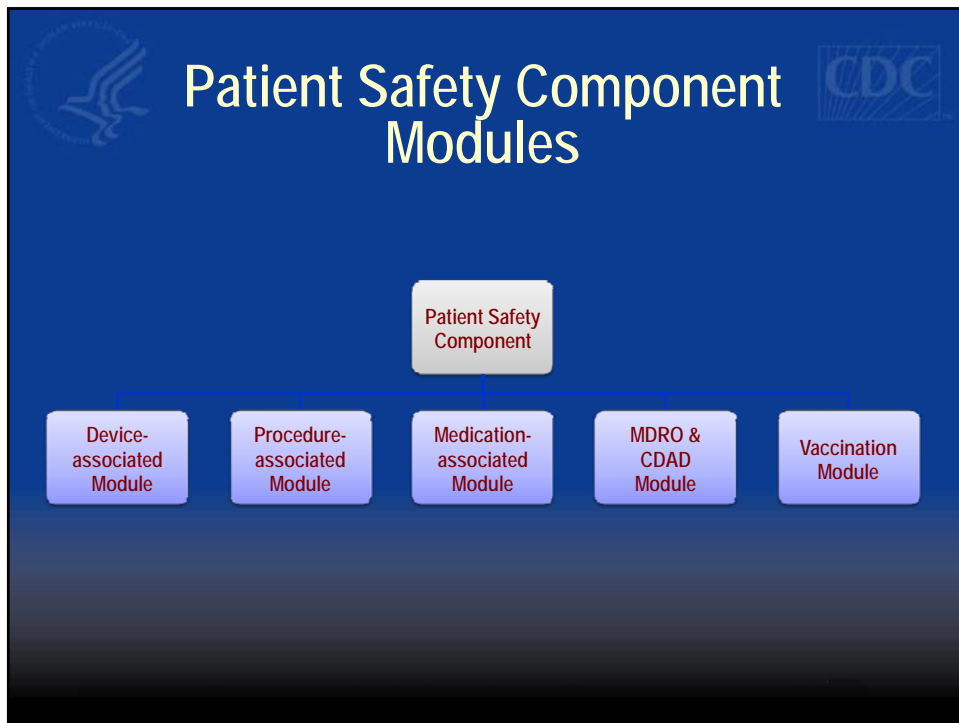 Patient Safety Component
Modules
CDC
Patient Safety
Component
Device-
associated
Module
Procedure-
associated
Module
Medication-
associated
Module
MDRO &
CDAD
Module
Vaccination
Module